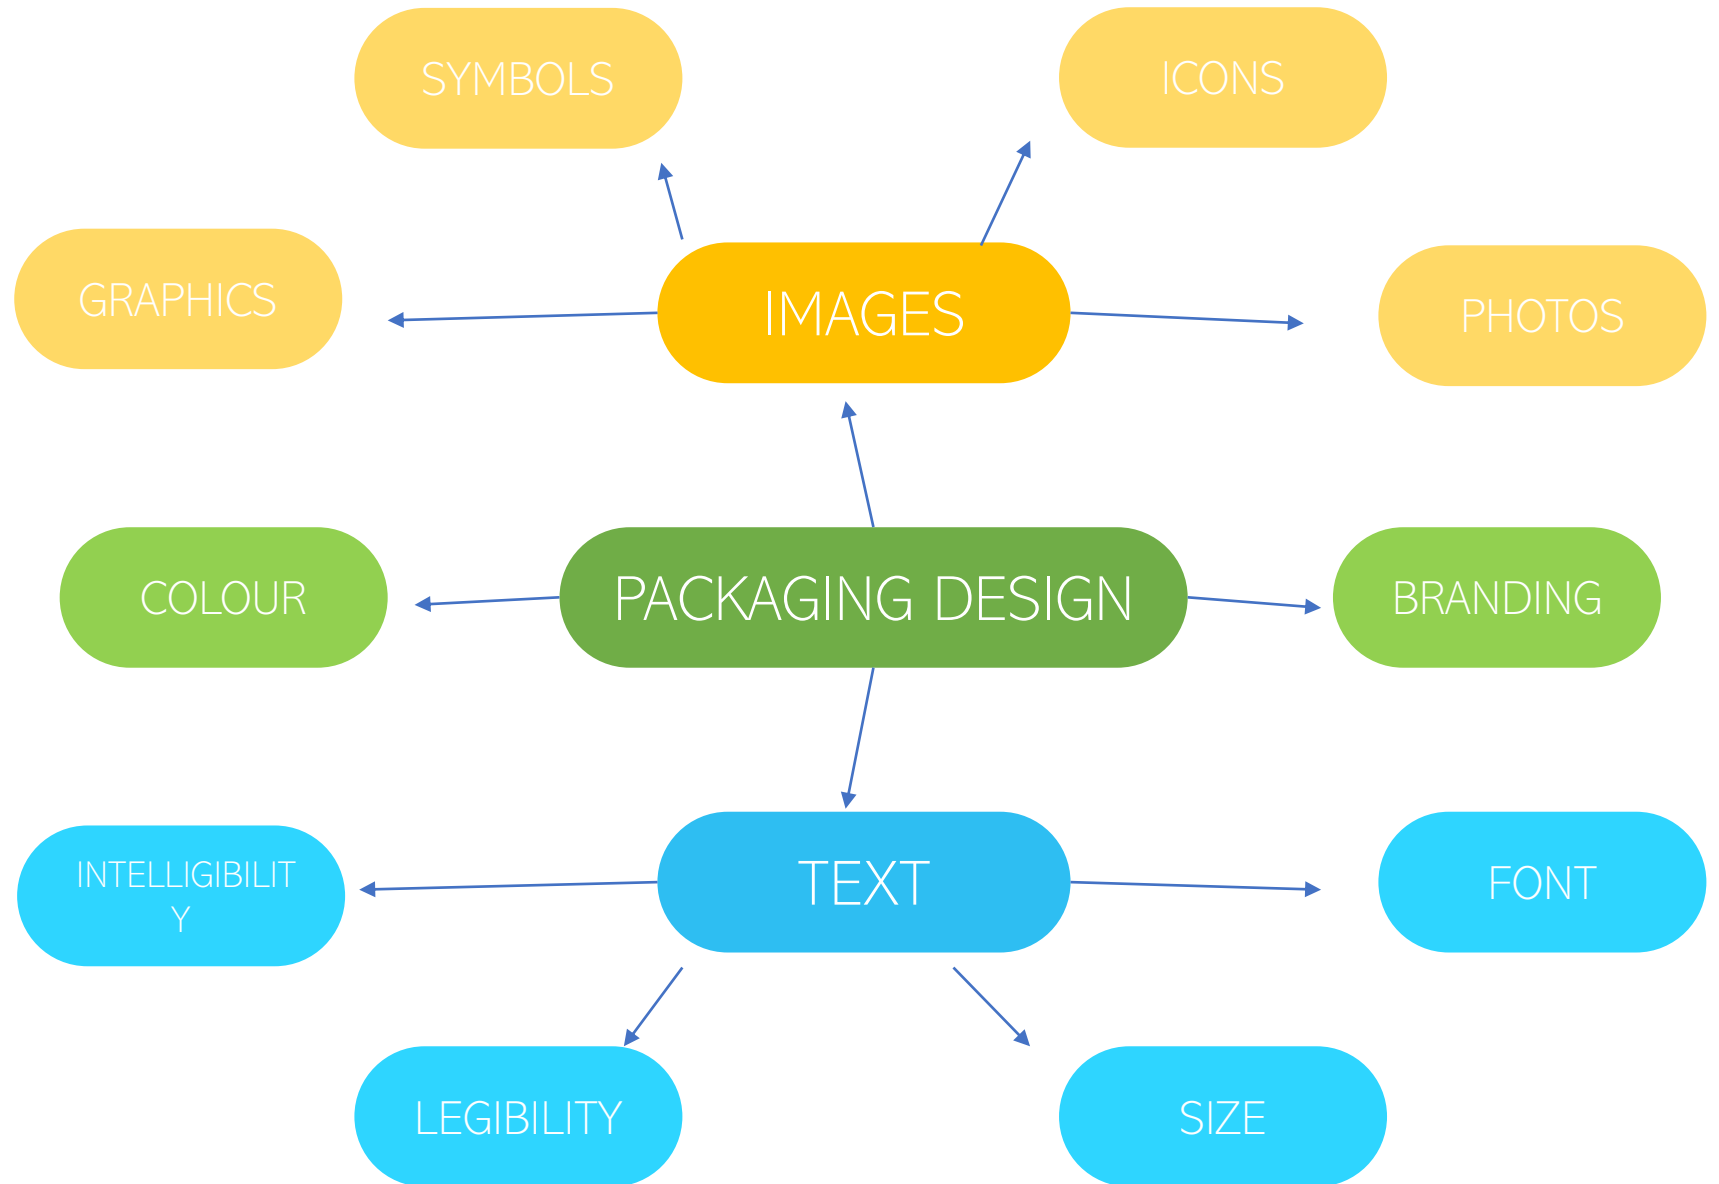 SYMBOLS
ICONS
GRAPHICS
IMAGES
PHOTOS
COLOUR
PACKAGING DESIGN
BRANDING
INTELLIGIBILIT
Y
TEXT
FONT
LEGIBILITY
SIZE